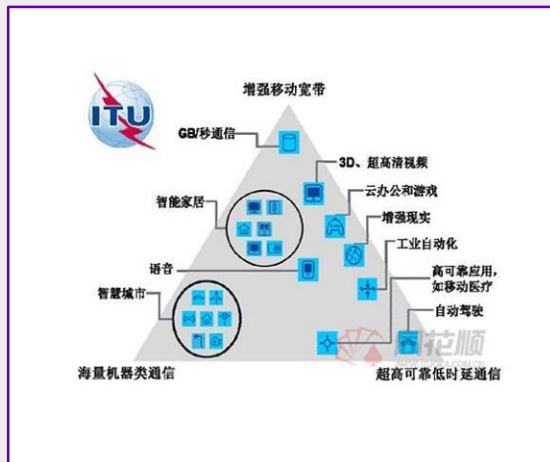 ITU
增强移动宽带
GB/秒通信
3D、超高清视频
云办公和游戏
智能家居
增强现实
工业自动化
语音
高可靠应用,
如移动医疗
智慧城市
自动驾驶
海量机器类通信
超高可靠低时延通信